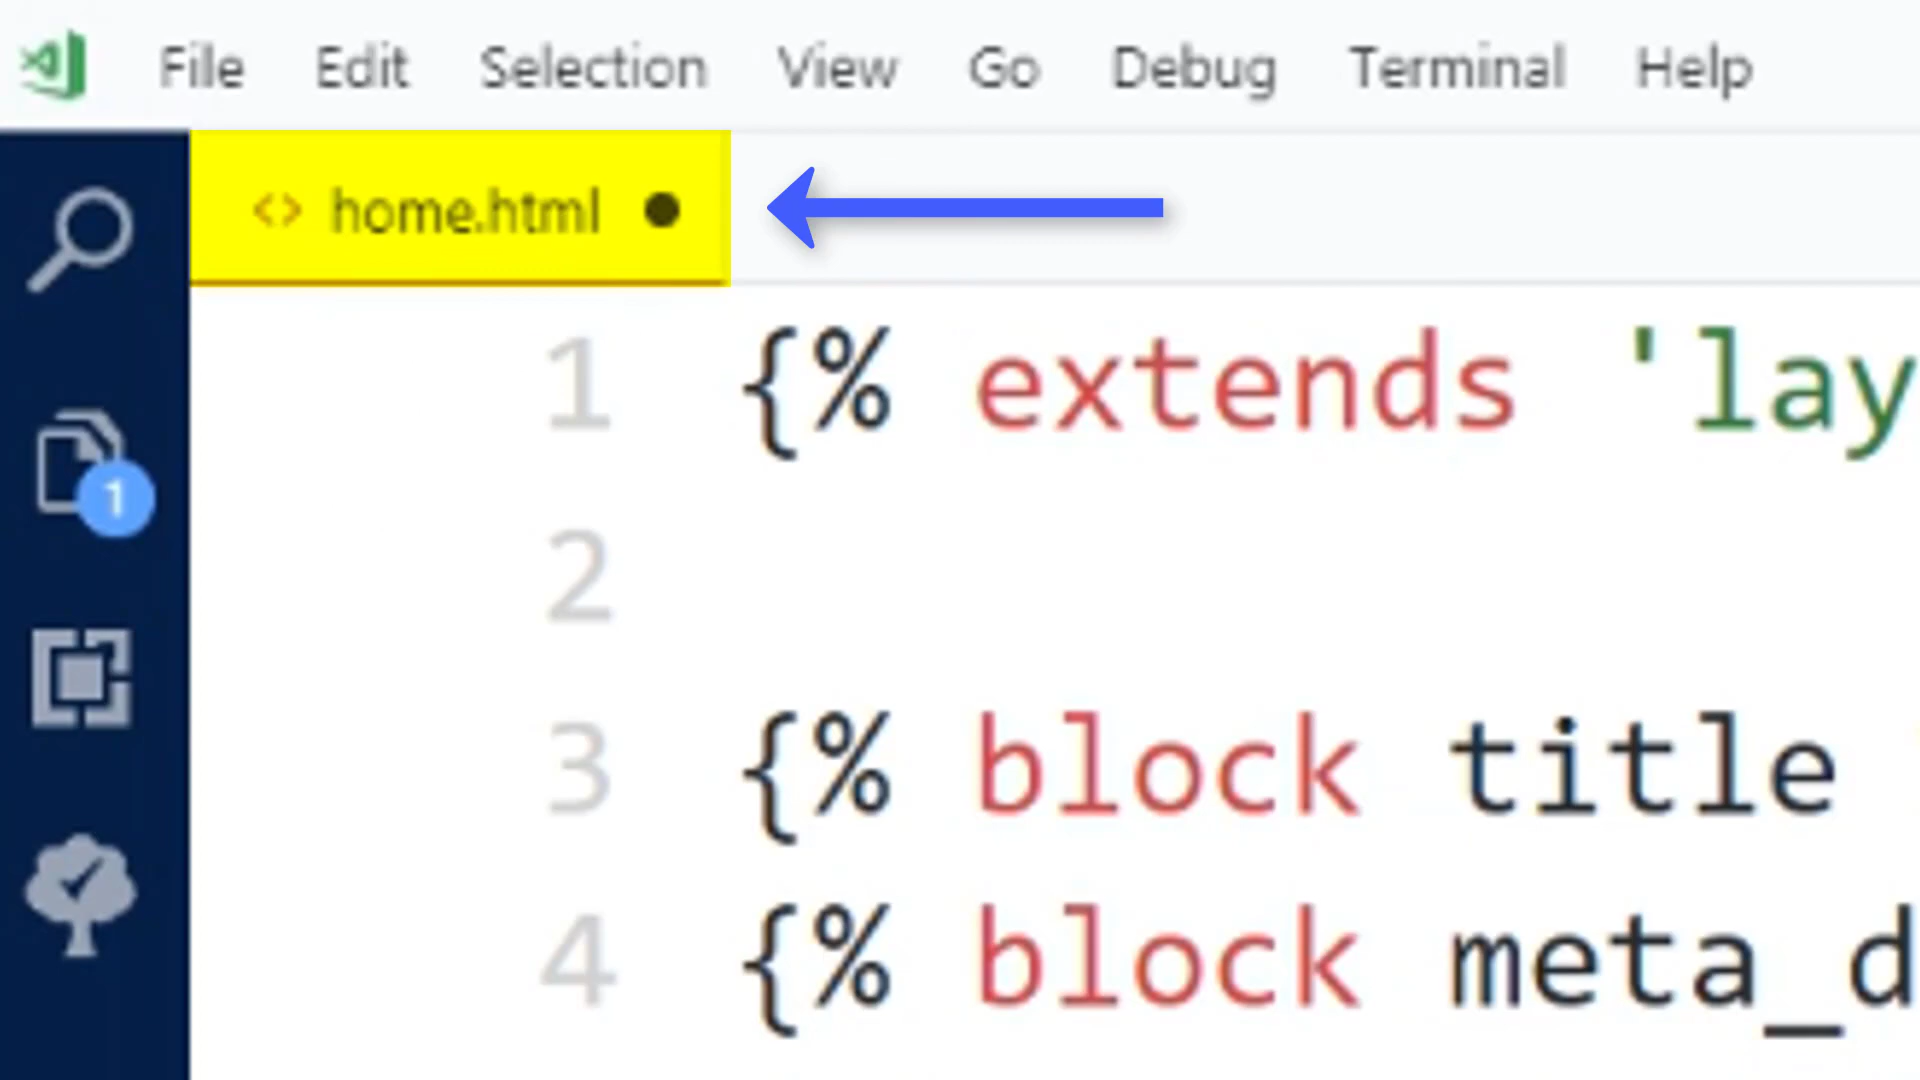 File Edit Selection View Go Debug Terminal Help
<> home.html ●
1 {% extends 'lay
1
2
3 {% block title
4 {% block meta_d